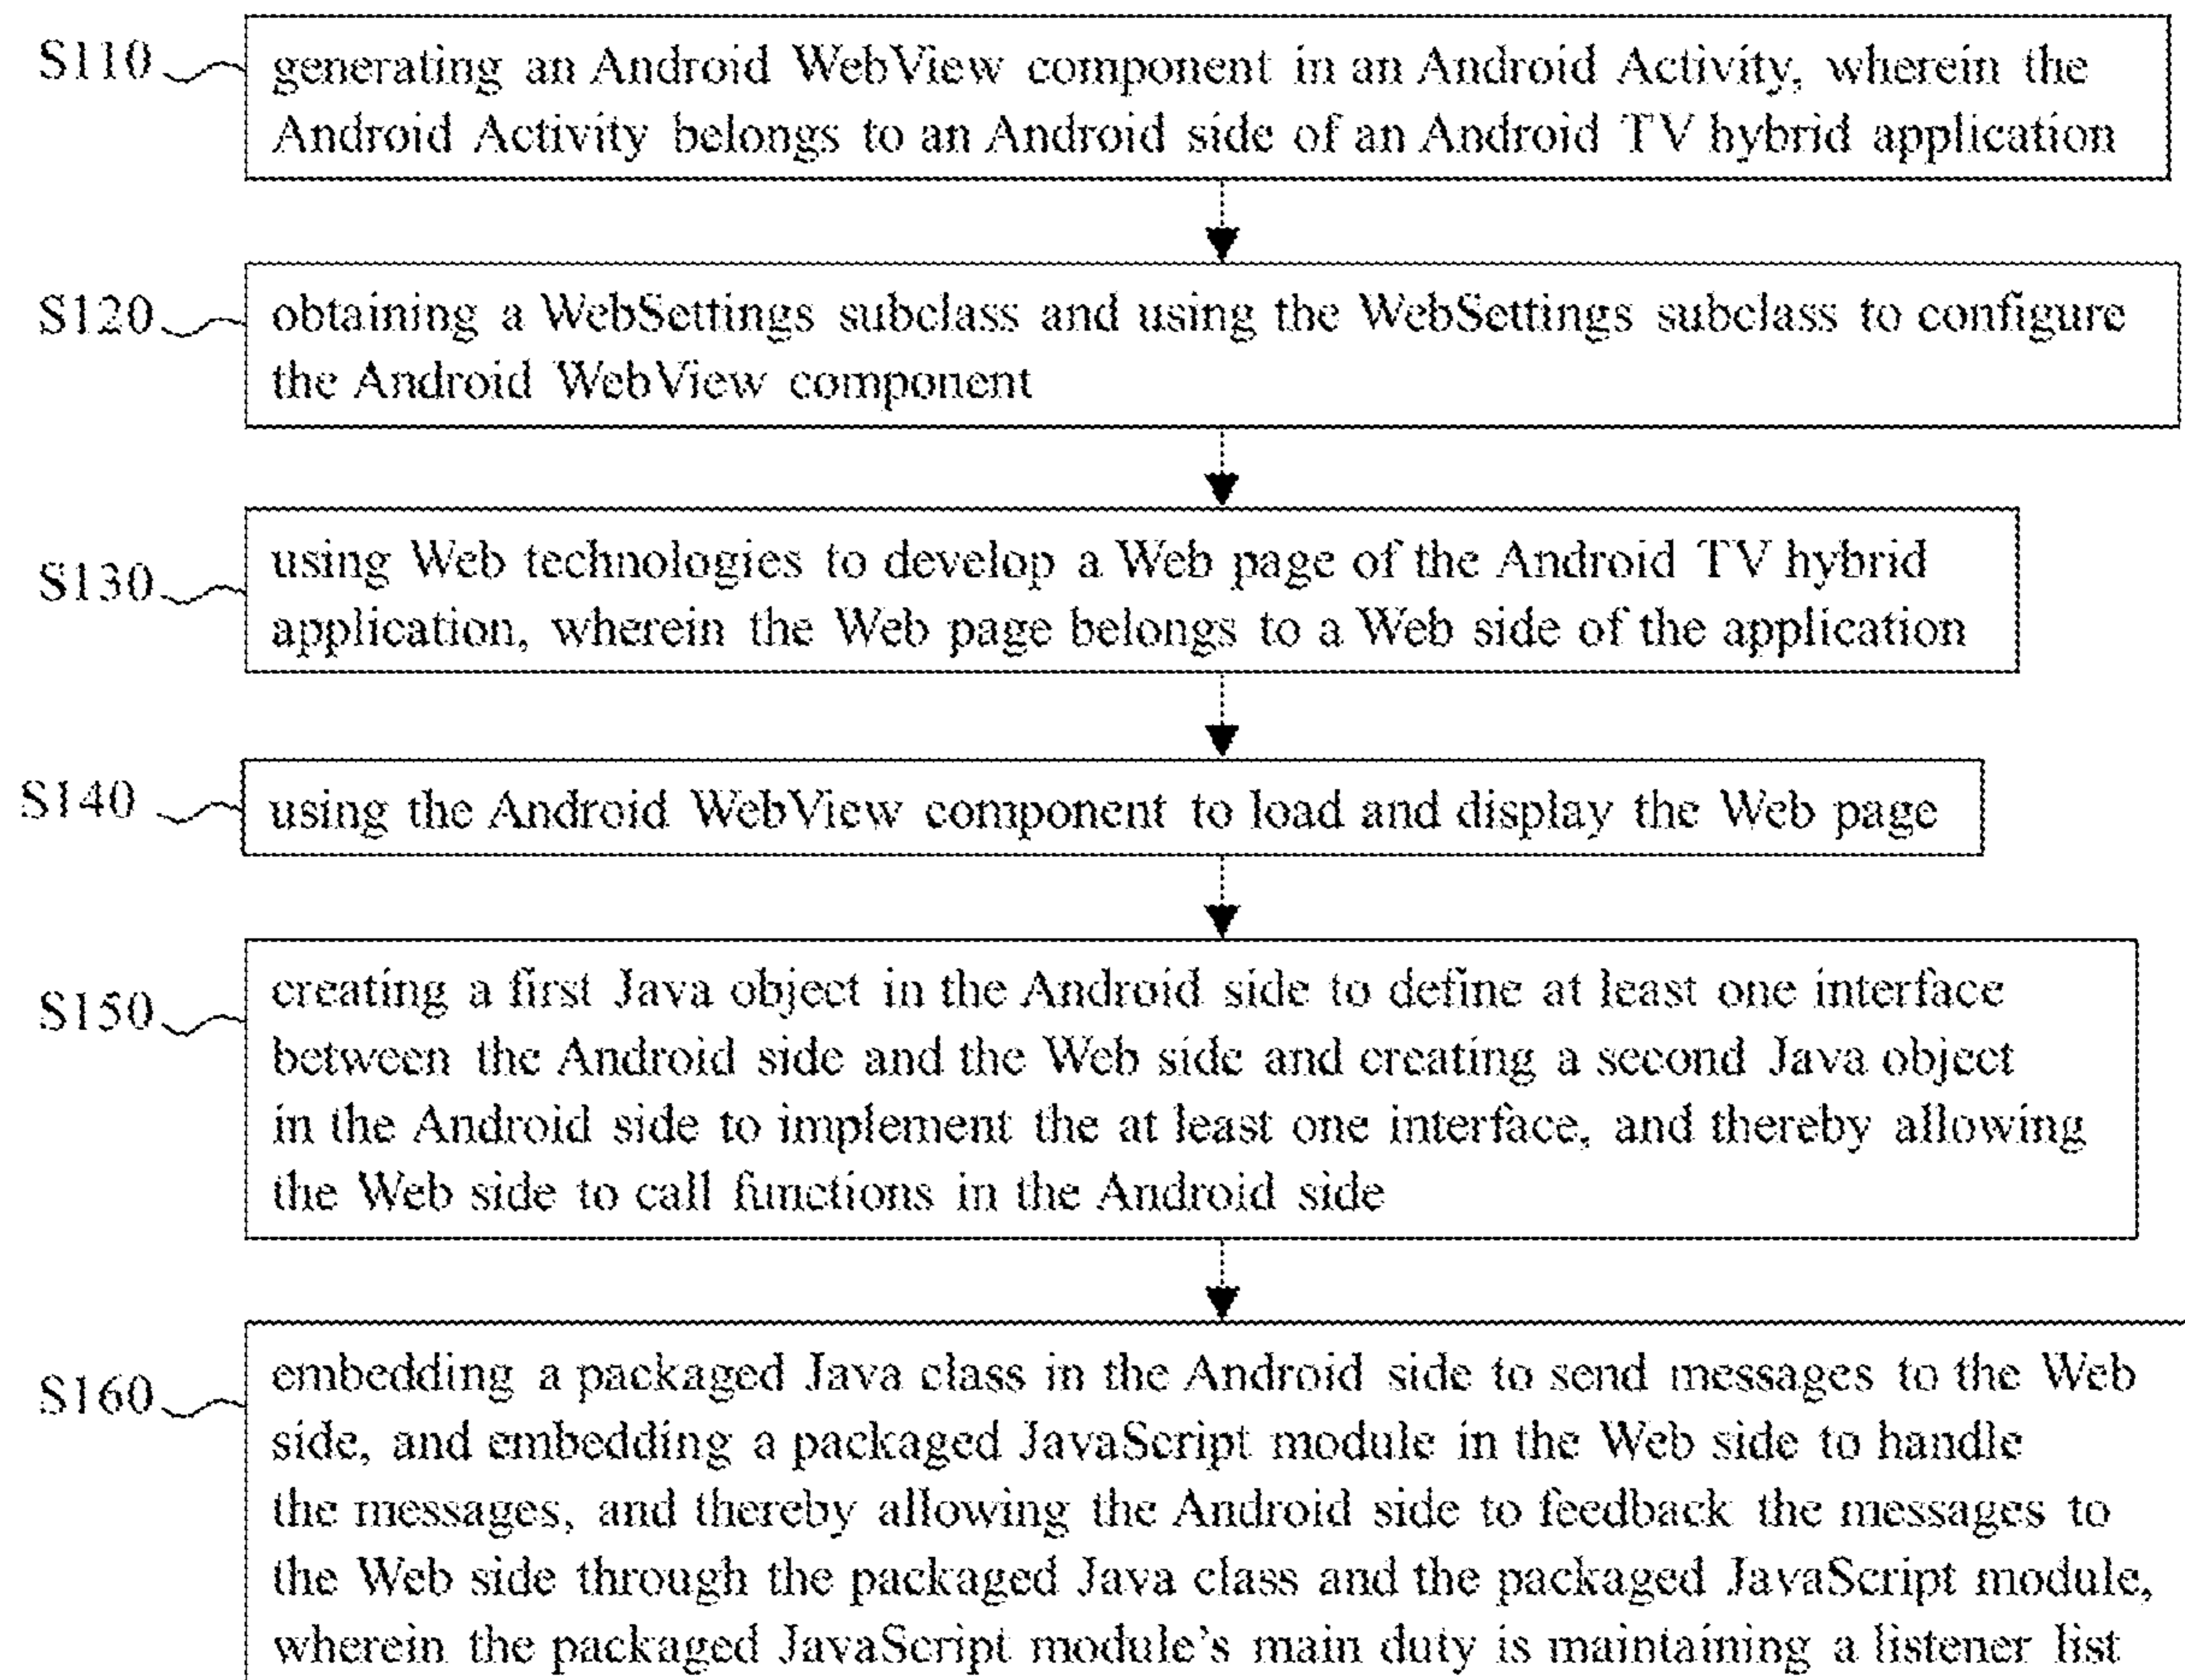 S110
generating an Android WebView component in an Android Activity, wherein the
Android Activity belongs to an Android side of an Android TV hybrid application
S120
obtaining a WebSettings subclass and using the WebSettings subclass to configure
the Android WebView component
S130
using Web technologies to develop a Web page of the Android TV hybrid
application, wherein the Web page belongs to a Web side of the application
S140
using the Android WebView component to load and display the Web page
S150
creating a first Java object in the Android side to define at least one interface
between the Android side and the Web side and creating a second Java object
in the Android side to implement the at least one interface, and thereby allowing
the Web side to call functions in the Android side
S160
embedding a packaged Java class in the Android side to send messages to the Web
side, and embedding a packaged JavaScript module in the Web side to handle
the messages, and thereby allowing the Android side to feedback the messages to
the Web side through the packaged Java class and the packaged JavaScript module,
wherein the packaged JavaScript module's main duty is maintaining a listener list